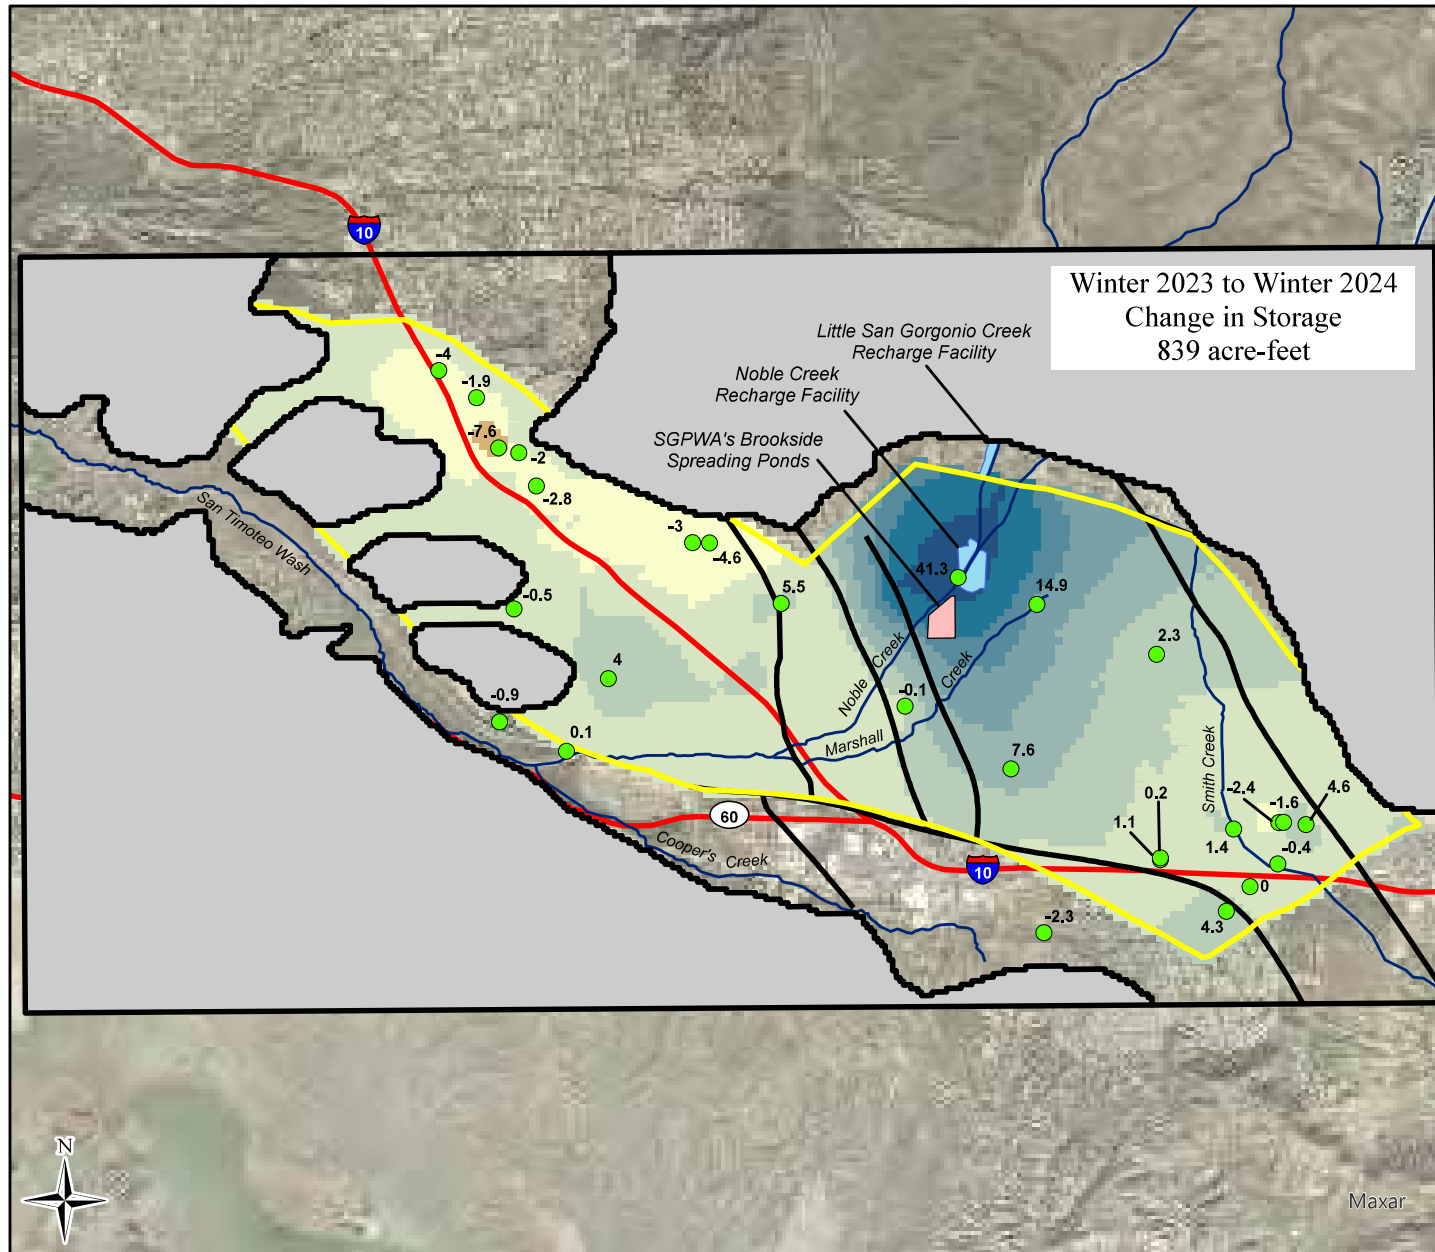 10
Winter 2023 to Winter 2024
Change in Storage
839 acre-feet
Little San Gorgonio Creek
Recharge Facility
Noble Creek
Recharge Facility
SGPWA's Brookside
Spreading Ponds
-4
-1.9
-7.6
-2
-2.8
-3
-4.6
San Timoteo Wash
41.3
5.5
14.9
-0.5
2.3
4
Noble Creek
Creek
-0.1
-0.9
0.1
Marshall
7.6
Smith Creek
0.2
-2.4
-1.6
4.6
1.1
1.4
-0.4
60
Cooper's Creek
10
0
4.3
-2.3
N
Maxar